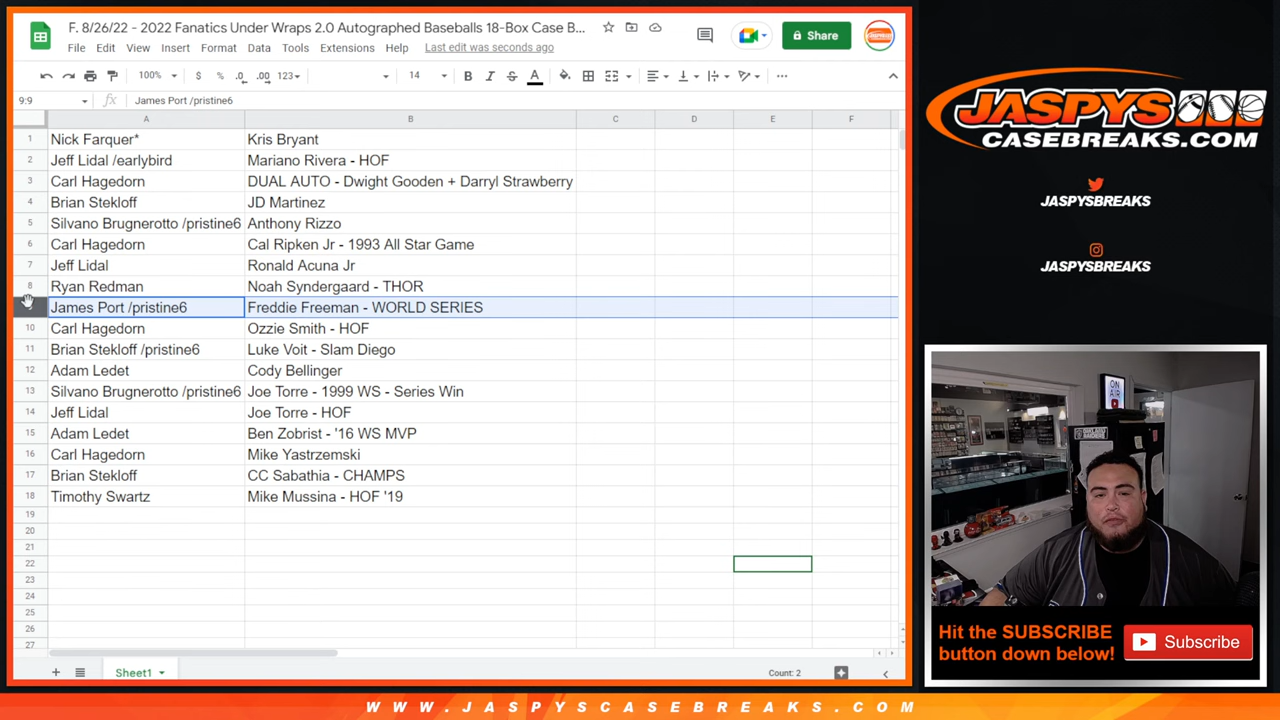 F. 8/26/22 - 2022 Fanatics Under Wraps 2.0 Autographed Baseballs 18-Box Case B...
File Edit View Insert Format Data Tools Extensions Help Last edit was seconds ago
Share
100% $ % .0 .00 123 14 B I S A
9:9 fx James Port /pristine6
A B C D E F
1 Nick Farquer* Kris Bryant
2 Jeff Lidal /earlybird Mariano Rivera - HOF
3 Carl Hagedorn DUAL AUTO - Dwight Gooden + Darryl Strawberry
4 Brian Stekloff JD Martinez
5 Silvano Brugnerotto /pristine6 Anthony Rizzo
6 Carl Hagedorn Cal Ripken Jr - 1993 All Star Game
7 Jeff Lidal Ronald Acuna Jr
8 Ryan Redman Noah Syndergaard - THOR
James Port /pristine6 Freddie Freeman - WORLD SERIES
10 Carl Hagedorn Ozzie Smith - HOF
11 Brian Stekloff /pristine6 Luke Voit - Slam Diego
12 Adam Ledet Cody Bellinger
13 Silvano Brugnerotto /pristine6 Joe Torre - 1999 WS - Series Win
14 Jeff Lidal Joe Torre - HOF
15 Adam Ledet Ben Zobrist - '16 WS MVP
16 Carl Hagedorn Mike Yastrzemski
17 Brian Stekloff CC Sabathia - CHAMPS
18 Timothy Swartz Mike Mussina - HOF '19
19
20
21
22
23
24
25
26
27
Sheet1
Count: 2
JASPYS
CASEBREAKS.COM
JASPYSBREAKS
JASPYSBREAKS
ON
AIR
Hit the SUBSCRIBE
button down below!
Subscribe
WWW.JASPYSCASEBREAKS.COM